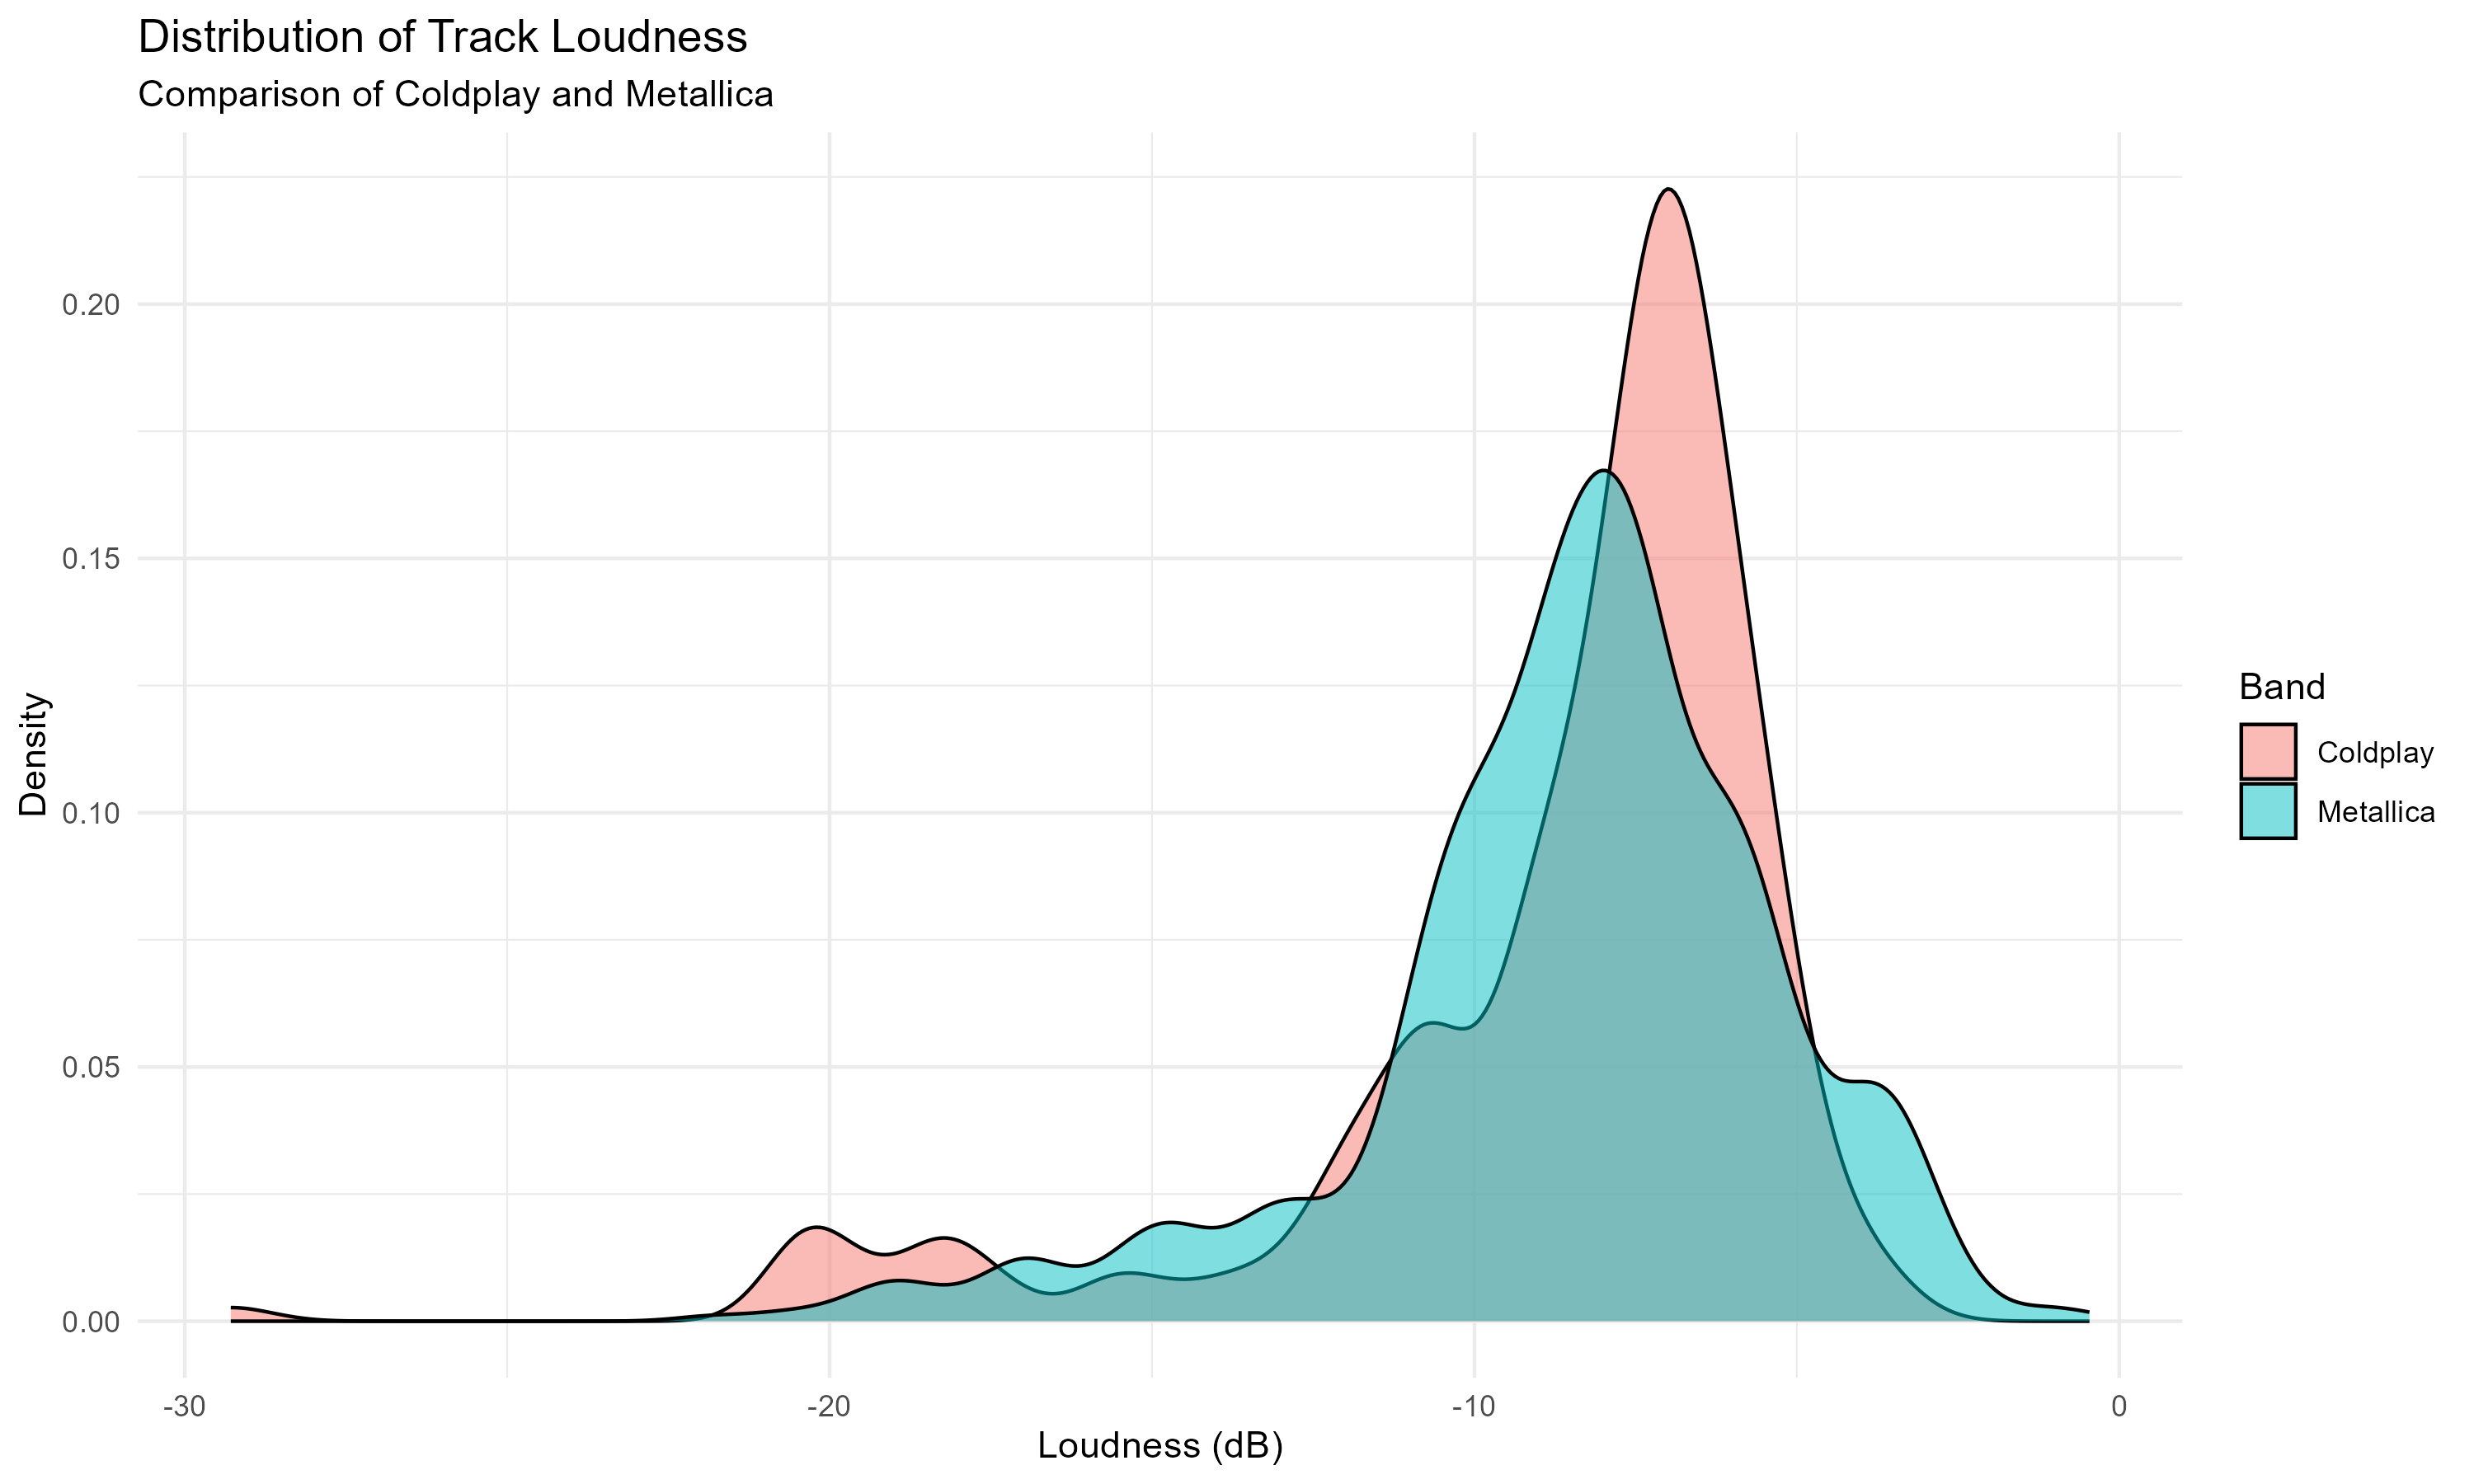 Distribution of Track Loudness
Comparison of Coldplay and Metallica
0.20
0.15
0.10
0.05
0.00
Density
-30
-20
-10
0
Loudness (dB)
Band
Coldplay
Metallica